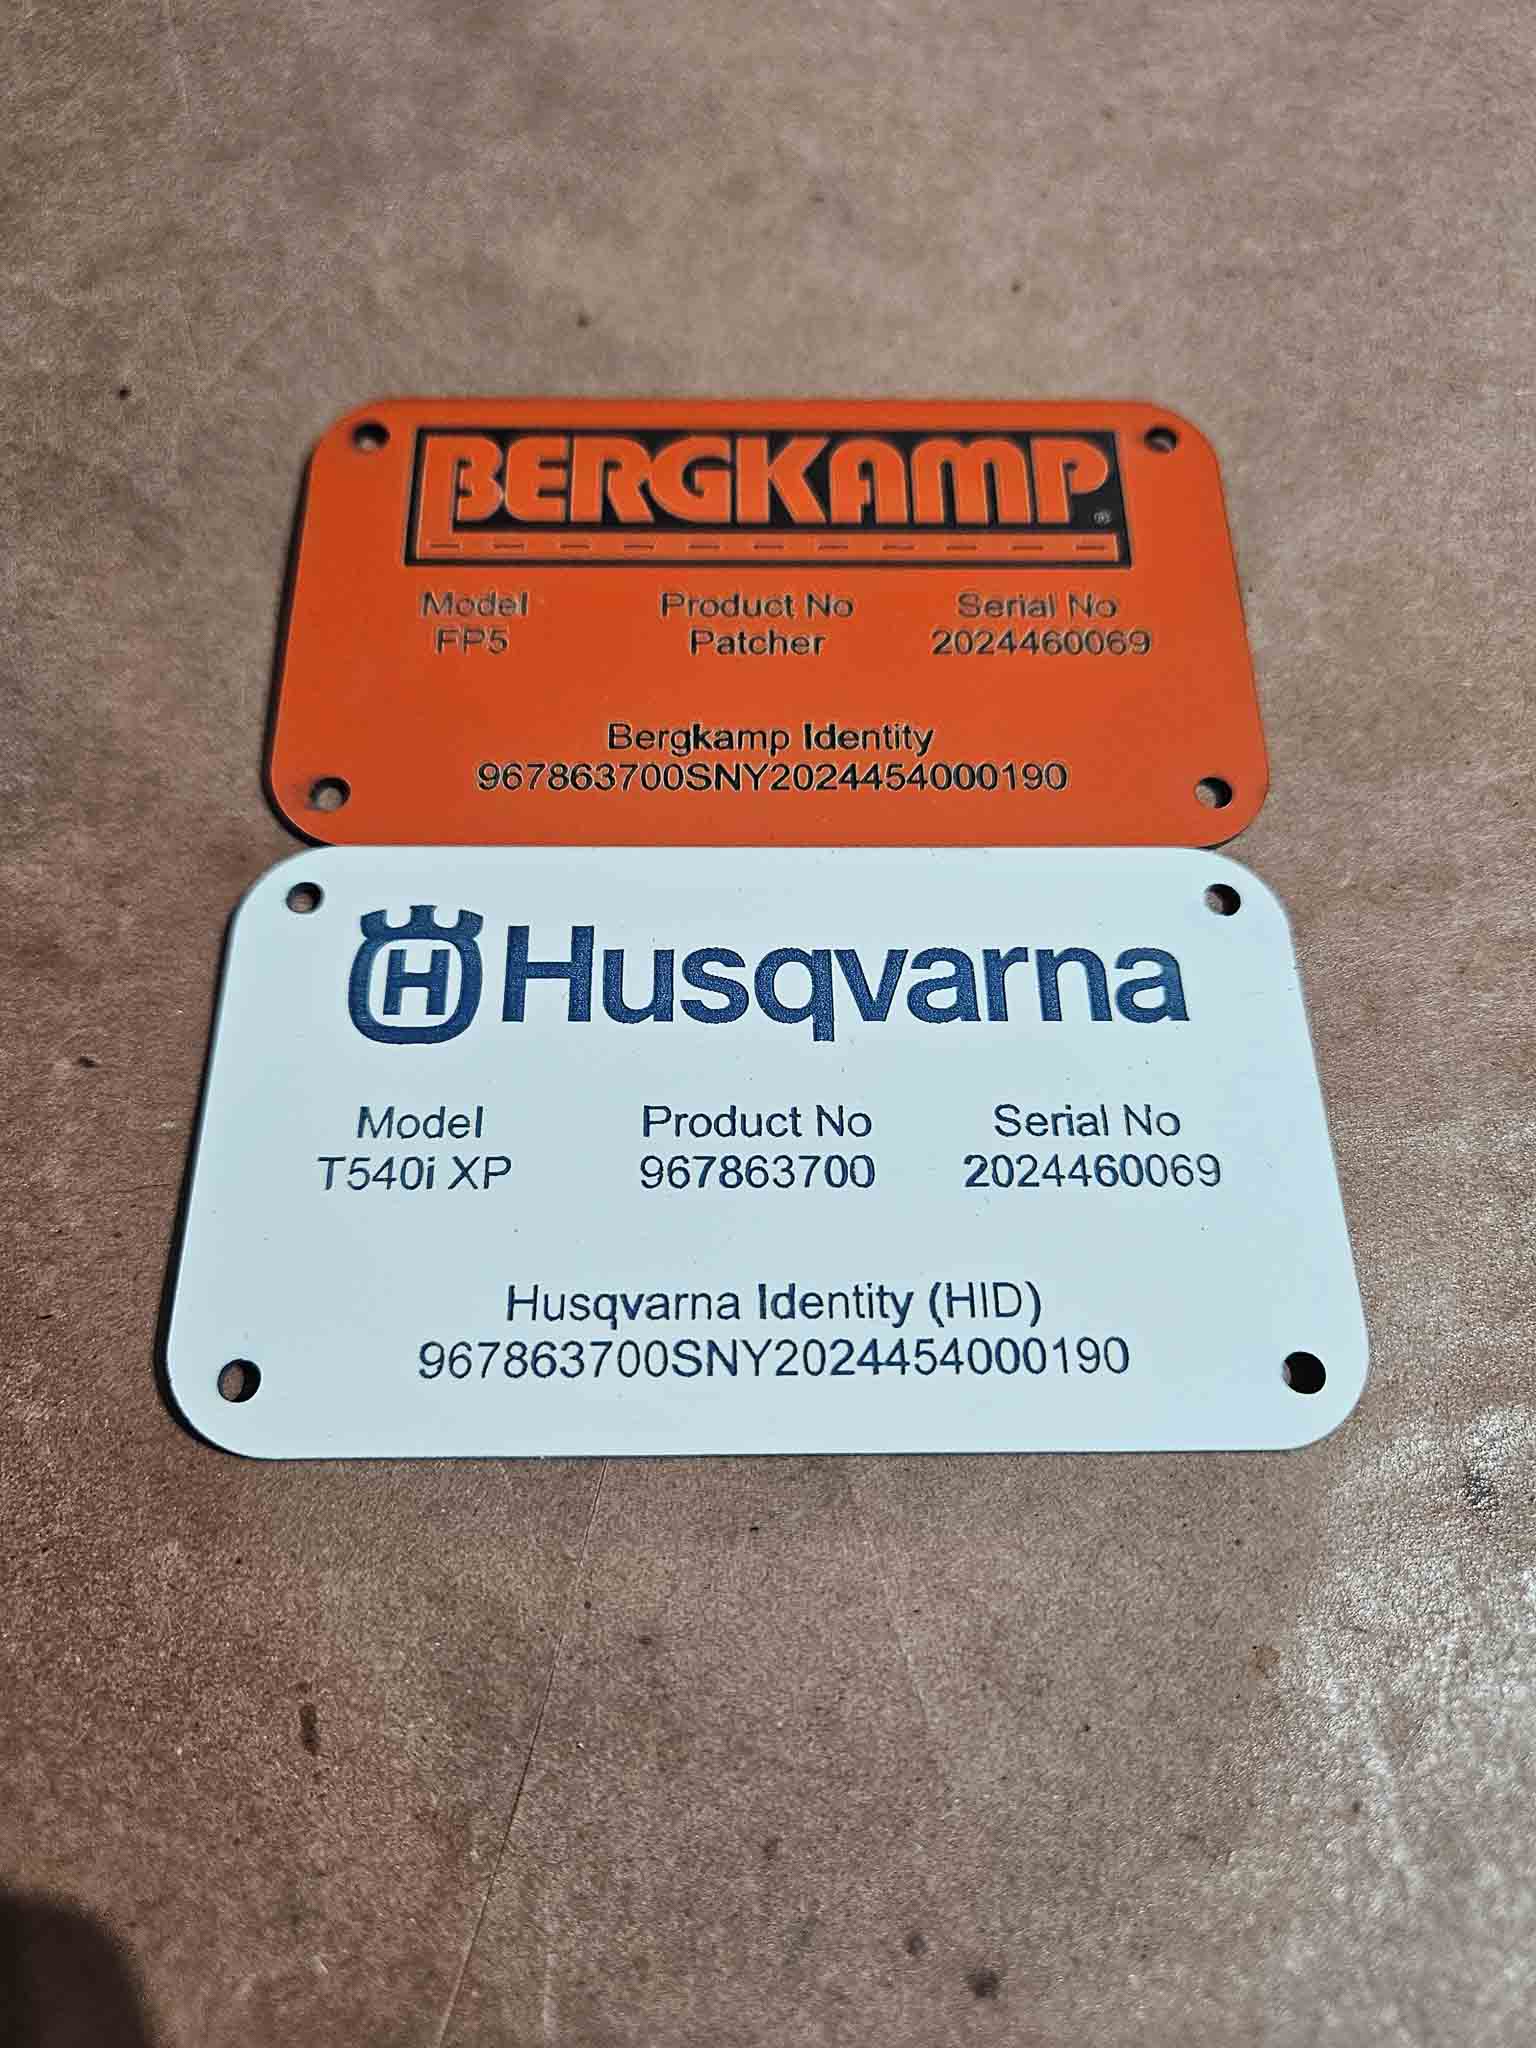 BERGKAMP®
Model Product No Serial No
FP5 Patcher 2024460069
Bergkamp Identity
967863700SNY2024454000190
H Husqvarna
Model Product No Serial No
T540i XP 967863700 2024460069
Husqvarna Identity (HID)
967863700SNY2024454000190